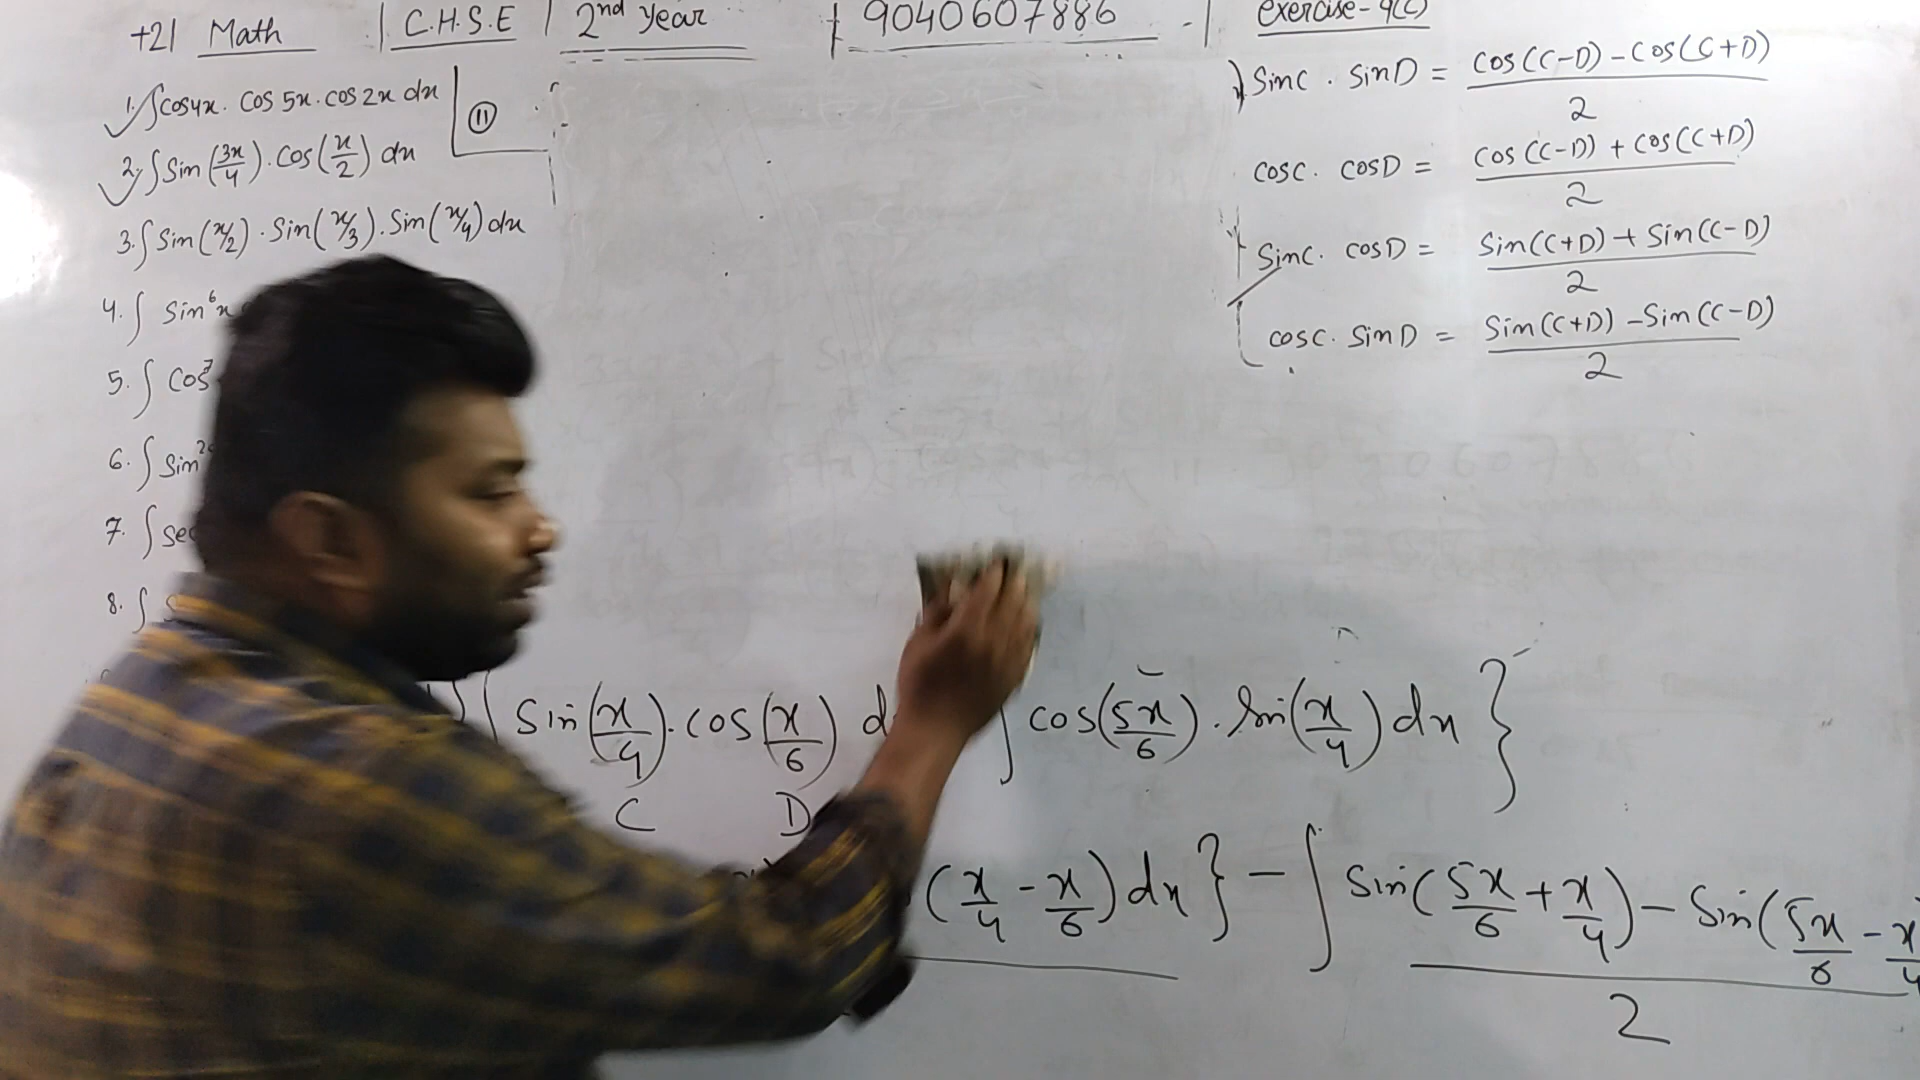 +2 | Math | C.H.S.E | 2nd Year | 9040607886 - | Exercise - 9(C)
1. ∫cos4x. cos 5x. cos 2x dx | 11
2. ∫Sin(3x/4). Cos(x/2) dx
3. ∫Sin(x/2). Sin(x/3). Sin(x/4) dx
4. ∫ Sin⁶x
5. ∫ Cos⁷
6. ∫ Sin²
7. ∫ sec
8. ∫ S
SinC . SinD = Cos(C-D) - Cos(C+D) / 2
cosC. cosD = Cos(C-D) + Cos(C+D) / 2
SinC. cosD = Sin(C+D) + Sin(C-D) / 2
cosC. SinD = Sin(C+D) - Sin(C-D) / 2
Sin(x/4). cos(x/6) d ∫cos(5x/6). Sin(x/4) dx }
C D
(x/4 - x/6) dx } - ∫ Sin(5x/6 + x/4) - Sin(5x/6 - x/4
2